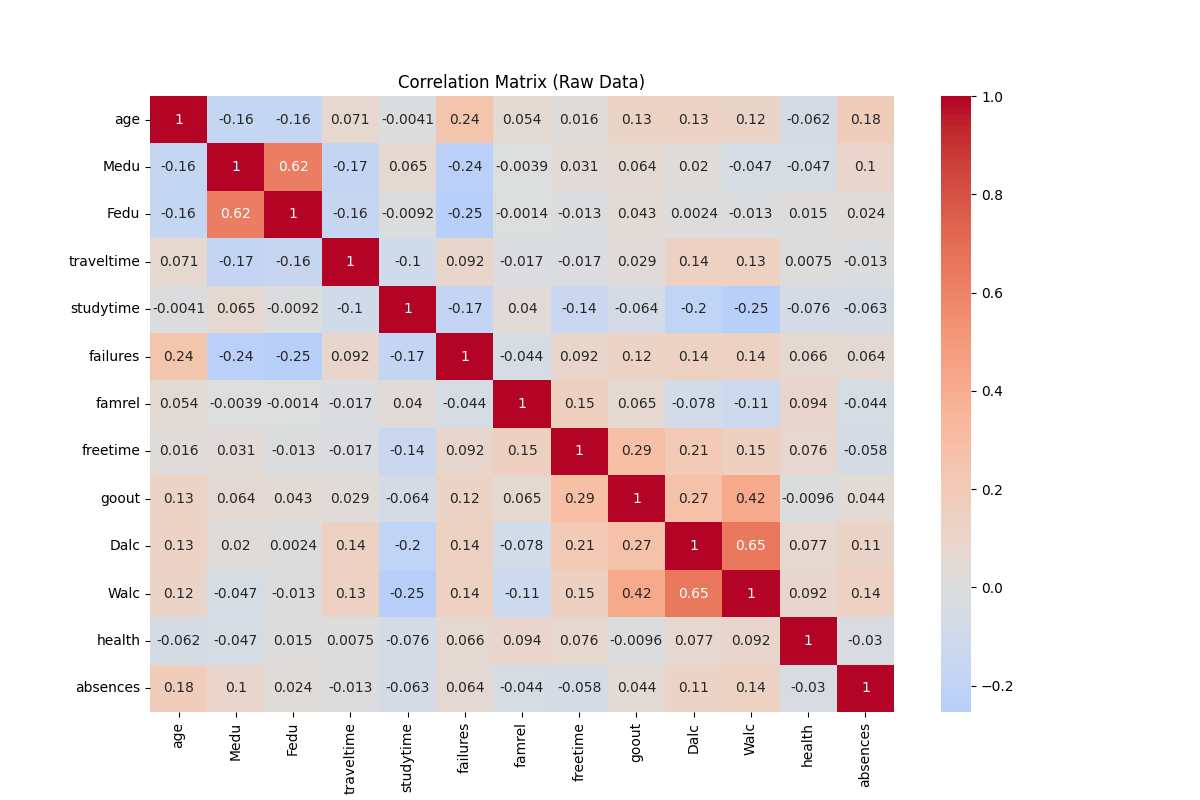 Correlation Matrix (Raw Data)
age 1 -0.16 -0.16 0.071 -0.0041 0.24 0.054 0.016 0.13 0.13 0.12 -0.062 0.18
Medu -0.16 1 0.62 -0.17 0.065 -0.24 -0.0039 0.031 0.064 0.02 -0.047 -0.047 0.1
Fedu -0.16 0.62 1 -0.16 -0.0092 -0.25 -0.0014 -0.013 0.043 0.0024 -0.013 0.015 0.024
traveltime 0.071 -0.17 -0.16 1 -0.1 0.092 -0.017 -0.017 0.029 0.14 0.13 0.0075 -0.013
studytime -0.0041 0.065 -0.0092 -0.1 1 -0.17 0.04 -0.14 -0.064 -0.2 -0.25 -0.076 -0.063
failures 0.24 -0.24 -0.25 0.092 -0.17 1 -0.044 0.092 0.12 0.14 0.14 0.066 0.064
famrel 0.054 -0.0039 -0.0014 -0.017 0.04 -0.044 1 0.15 0.065 -0.078 -0.11 0.094 -0.044
freetime 0.016 0.031 -0.013 -0.017 -0.14 0.092 0.15 1 0.29 0.21 0.15 0.076 -0.058
goout 0.13 0.064 0.043 0.029 -0.064 0.12 0.065 0.29 1 0.27 0.42 -0.0096 0.044
Dalc 0.13 0.02 0.0024 0.14 -0.2 0.14 -0.078 0.21 0.27 1 0.65 0.077 0.11
Walc 0.12 -0.047 -0.013 0.13 -0.25 0.14 -0.11 0.15 0.42 0.65 1 0.092 0.14
health -0.062 -0.047 0.015 0.0075 -0.076 0.066 0.094 0.076 -0.0096 0.077 0.092 1 -0.03
absences 0.18 0.1 0.024 -0.013 -0.063 0.064 -0.044 -0.058 0.044 0.11 0.14 -0.03 1
age Medu Fedu traveltime studytime failures famrel freetime goout Dalc Walc health absences
1.0
0.8
0.6
0.4
0.2
0.0
−0.2